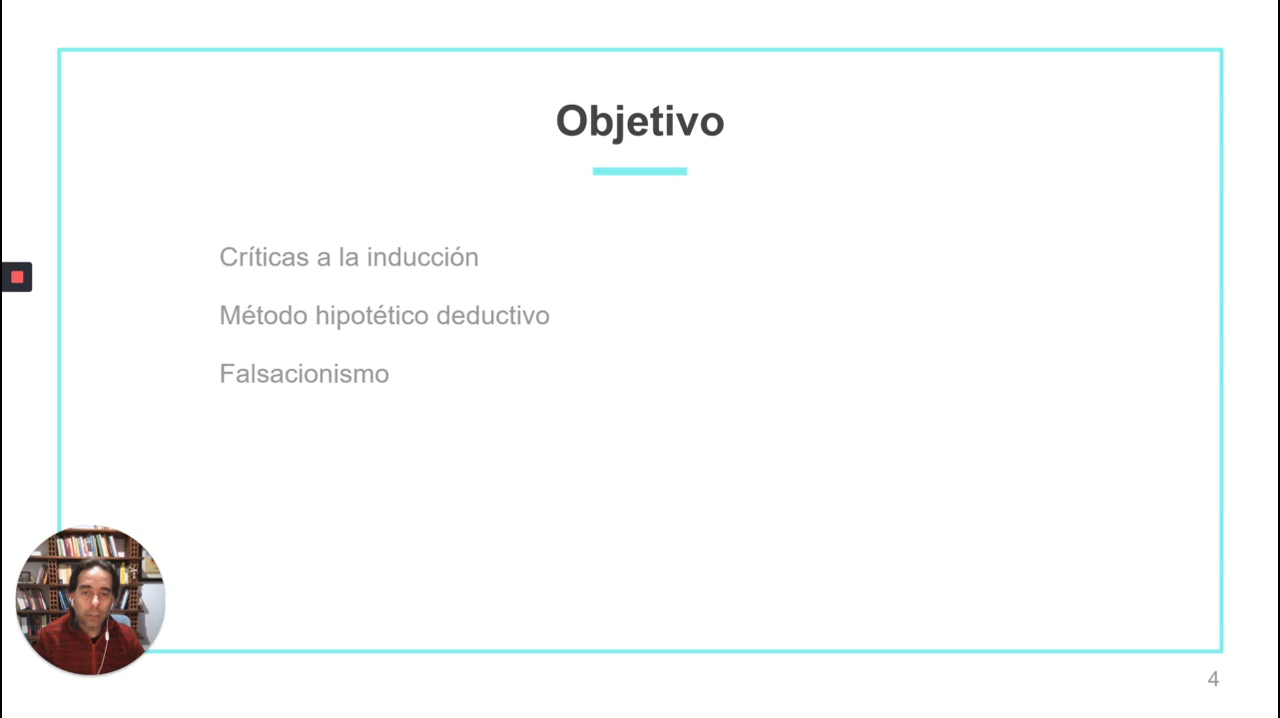 Objetivo
Críticas a la inducción
Método hipotético deductivo
Falsacionismo
4